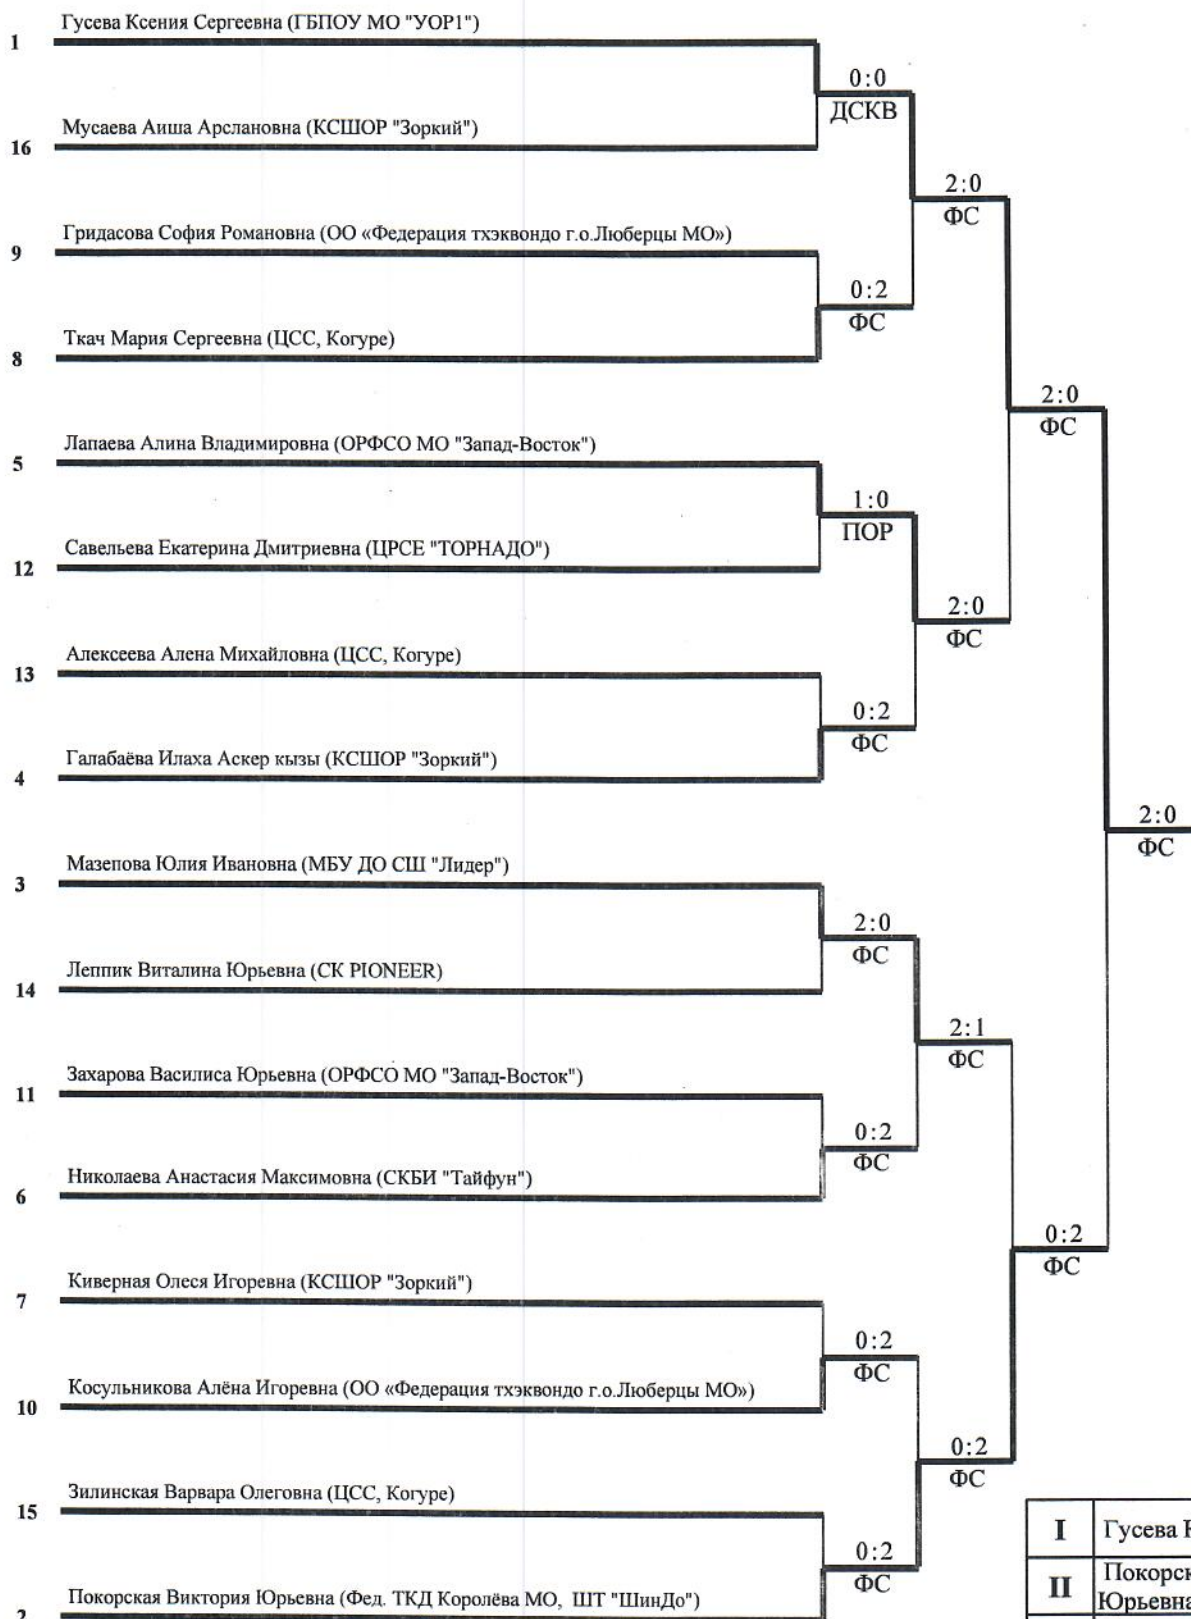 Гусева Ксения Сергеевна (ГБПОУ МО "УОР1")
1
0:0
ДСКВ
Мусаева Аиша Арслановна (КСШОР "Зоркий")
16
2:0
ФС
Гридасова София Романовна (ОО «Федерация тхэквондо г.о.Люберцы МО»)
9
0:2
ФС
Ткач Мария Сергеевна (ЦСС, Когуре)
8
2:0
ФС
Лапаева Алина Владимировна (ОРФСО МО "Запад-Восток")
5
1:0
ПОР
Савельева Екатерина Дмитриевна (ЦРСЕ "ТОРНАДО")
12
2:0
ФС
Алексеева Алена Михайловна (ЦСС, Когуре)
13
0:2
ФС
Галабаёва Илаха Аскер кызы (КСШОР "Зоркий")
4
2:0
ФС
Мазепова Юлия Ивановна (МБУ ДО СШ "Лидер")
3
2:0
ФС
Леппик Виталина Юрьевна (СК PIONEER)
14
2:1
ФС
Захарова Василиса Юрьевна (ОРФСО МО "Запад-Восток")
11
0:2
ФС
Николаева Анастасия Максимовна (СКБИ "Тайфун")
6
0:2
ФС
Киверная Олеся Игоревна (КСШОР "Зоркий")
7
0:2
ФС
Косульникова Алёна Игоревна (ОО «Федерация тхэквондо г.о.Люберцы МО»)
10
0:2
ФС
Зилинская Варвара Олеговна (ЦСС, Когуре)
15
0:2
ФС
Покорская Виктория Юрьевна (Фед. ТКД Королёва МО, ШТ "ШинДо")
2
I Гусева
II Покорск
Юрьевна